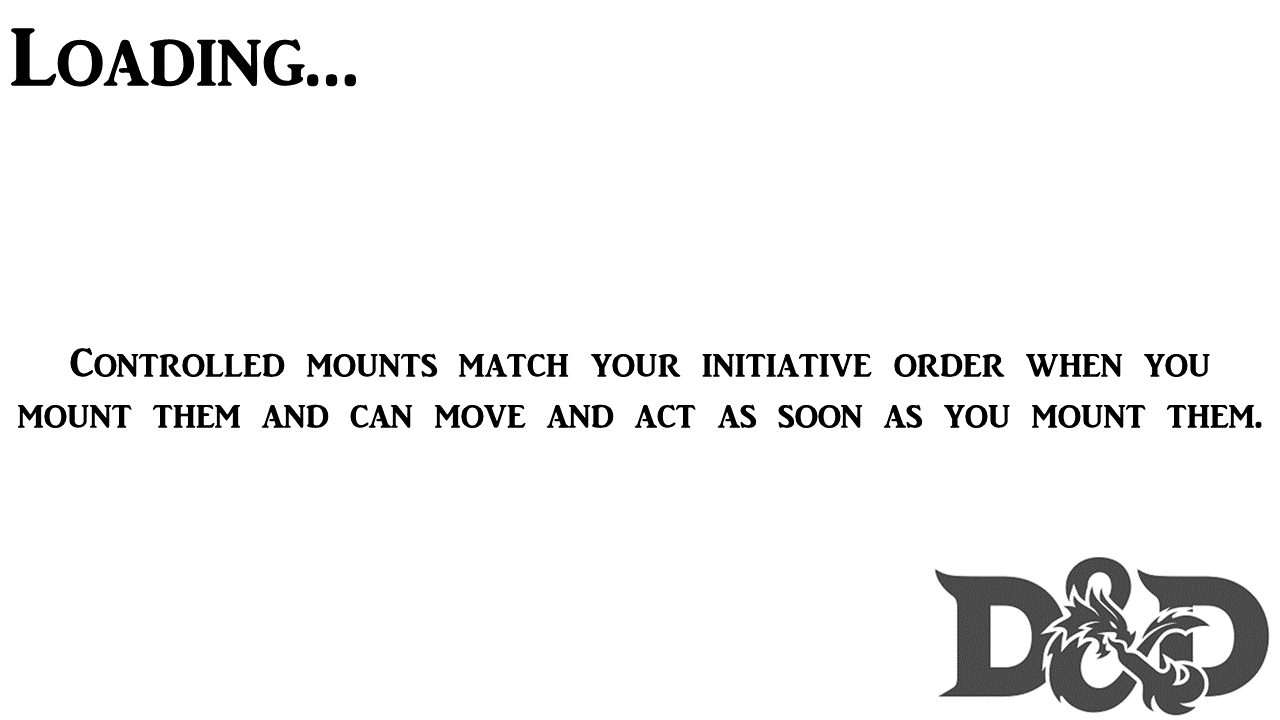 Loading...
Controlled mounts match your initiative order when you
mount them and can move and act as soon as you mount them.
D&D